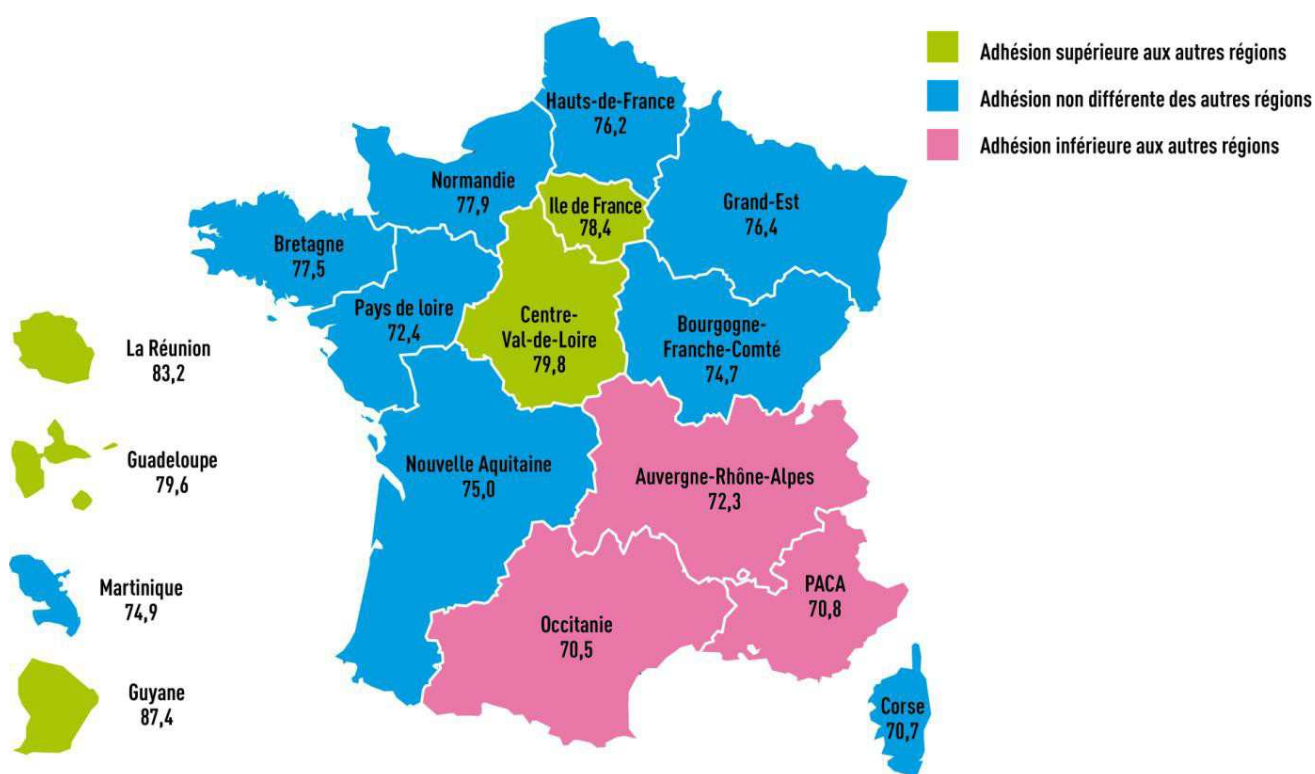 Adhésion supérieure aux autres régions
Adhésion non différente des autres régions
Adhésion inférieure aux autres régions
Hauts-de-France
76,2
Normandie
77,9
Ile de France
78,4
Grand-Est
76,4
Bretagne
77,5
Pays de loire
72,4
Centre-
Val-de-Loire
79,8
Bourgogne-
Franche-Comté
74,7
La Réunion
83,2
Guadeloupe
79,6
Nouvelle Aquitaine
75,0
Auvergne-Rhône-Alpes
72,3
Martinique
74,9
PACA
70,8
Occitanie
70,5
Guyane
87,4
Corse
70,7